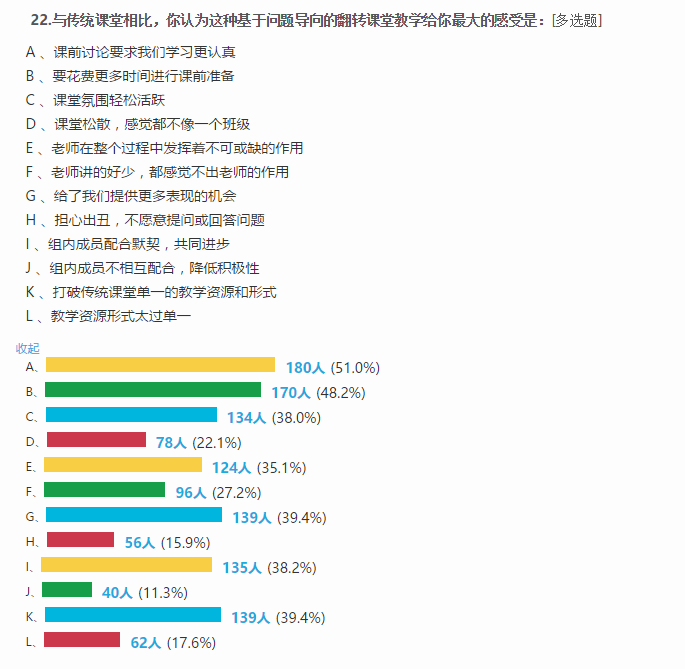 22.与传统课堂相比，你认为这种基于问题导向的翻转课堂教学给你最大的感受是：[多选题]
A 、课前讨论要求我们学习更认真
B 、要花费更多时间进行课前准备
C 、课堂氛围轻松活跃
D 、课堂松散，感觉都不像一个班级
E 、老师在整个过程中发挥着不可或缺的作用
F 、老师讲的好少，都感觉不出老师的作用
G 、给了我们提供更多表现的机会
H 、担心出丑，不愿意提问或回答问题
I 、组内成员配合默契，共同进步
J 、组内成员不相互配合，降低积极性
K 、打破传统课堂单一的教学资源和形式
L 、教学资源形式太过单一
收起
A、 180人 (51.0%)
B、 170人 (48.2%)
C、 134人 (38.0%)
D、 78人 (22.1%)
E、 124人 (35.1%)
F、 96人 (27.2%)
G、 139人 (39.4%)
H、 56人 (15.9%)
I、 135人 (38.2%)
J、 40人 (11.3%)
K、 139人 (39.4%)
L、 62人 (17.6%)